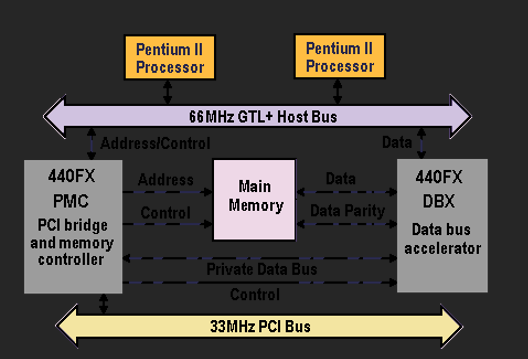 Pentium II
Processor
Pentium II
Processor
66MHz GTL+ Host Bus
Address/Control
Data
440FX
PMC
PCI bridge
and memory
controller
Address
Control
Main
Memory
Data
Data Parity
440FX
DBX
Data bus
accelerator
Private Data Bus
Control
33MHz PCI Bus